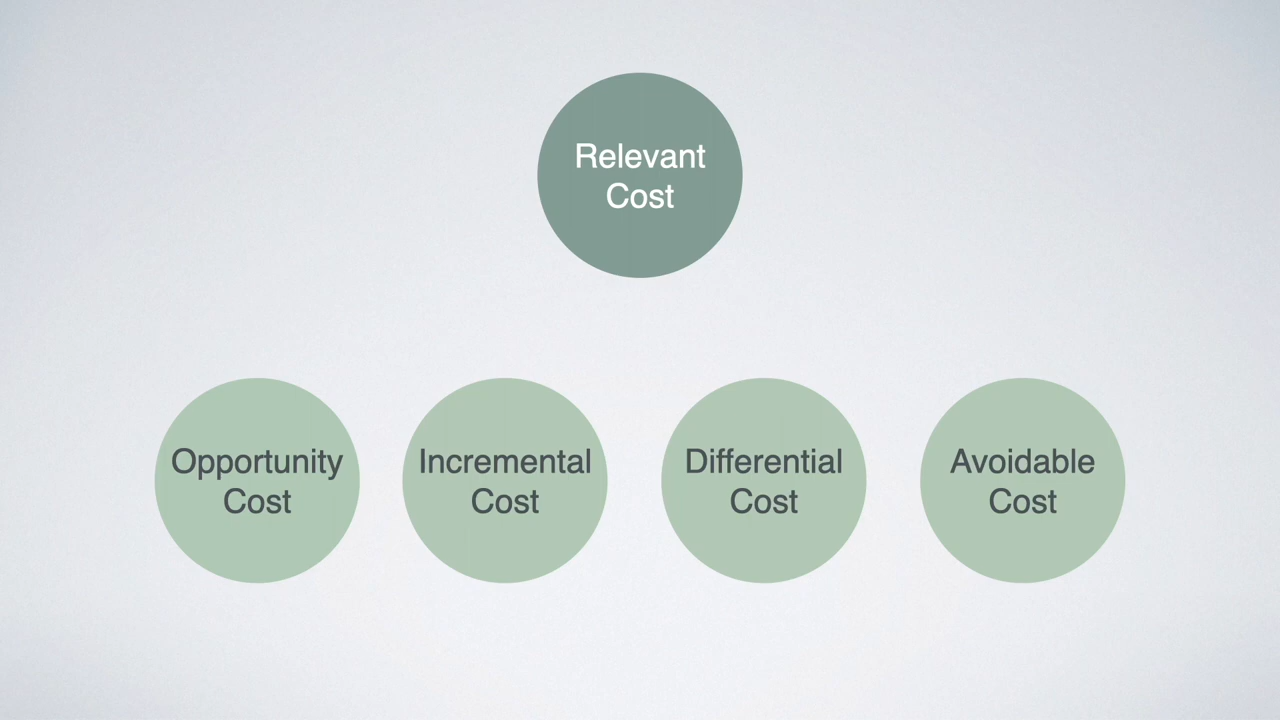 Relevant
Cost
Opportunity
Cost
Incremental
Cost
Differential
Cost
Avoidable
Cost